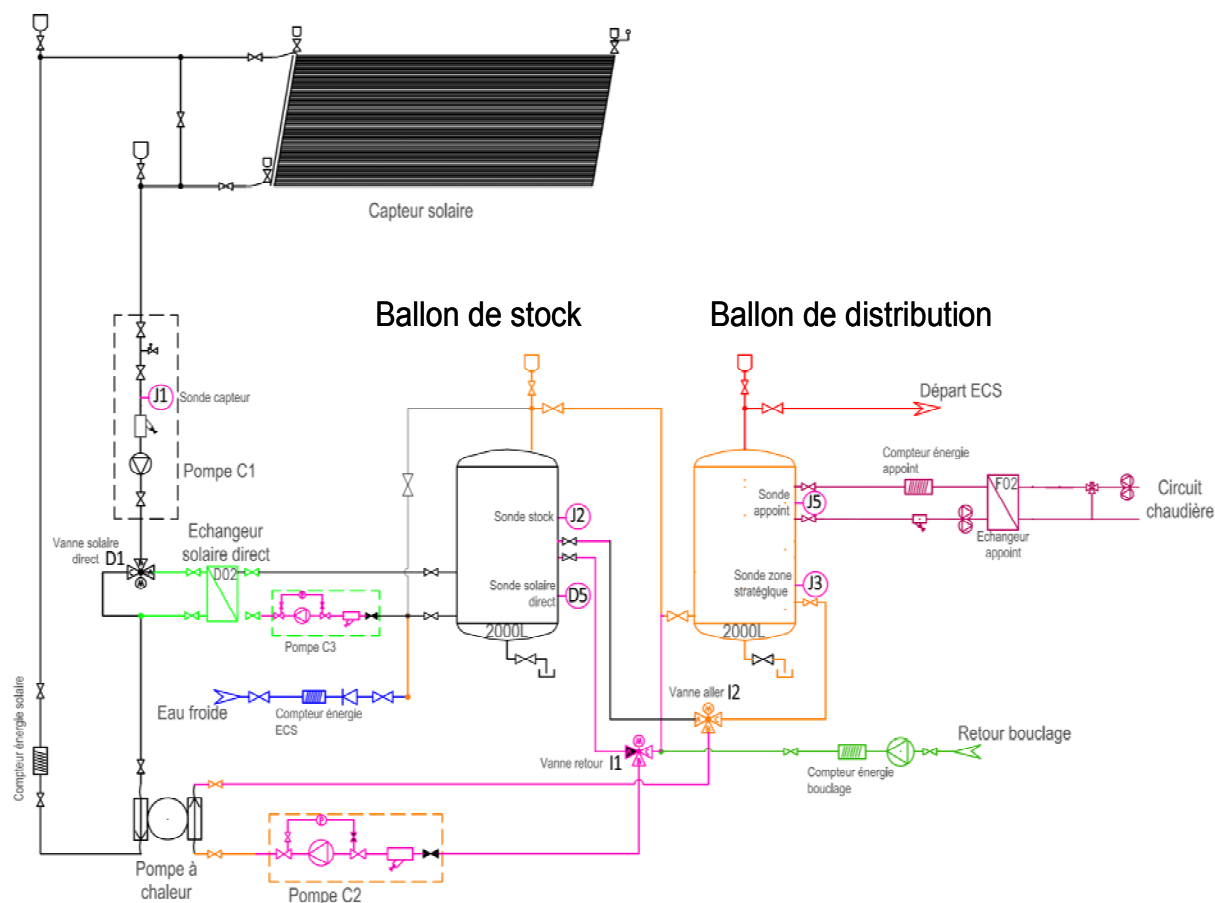 Capteur solaire
Ballon de stock
Ballon de distribution
J1
Sonde capteur
Pompe C1
Départ ECS
Compteur énergie
appoint
F02
Circuit
chaudière
Echangeur
appoint
Sonde
appoint
J5
Sonde stock
J2
Vanne solaire
direct
D1
Echangeur
solaire direct
D02
Sonde solaire
direct
D5
Sonde zone
stratégique
J3
P
2000L
2000L
Pompe C3
Eau froide
Compteur énergie
ECS
Vanne aller I2
M
M
M
Vanne retour I1
Retour bouclage
Compteur énergie
bouclage
Compteur énergie solaire
P
Pompe à
chaleur
Pompe C2